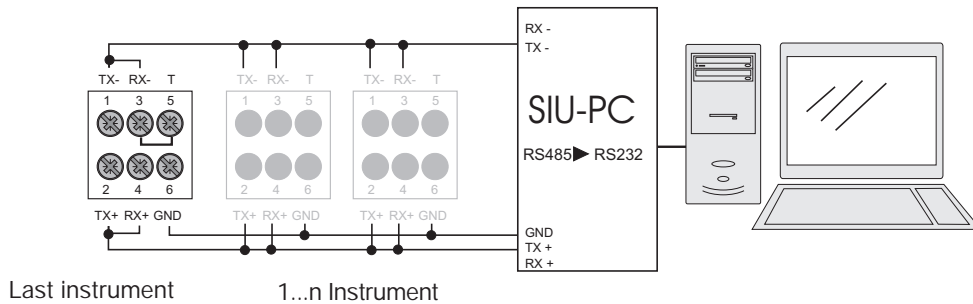 RX -
TX -
TX- RX- T
TX- RX- T
TX- RX- T
1 3 5
1 3 5
1 3 5
SIU-PC
RS485 ▶ RS232
2 4 6
2 4 6
2 4 6
TX+ RX+ GND
TX+ RX+ GND
TX+ RX+ GND
GND
TX +
RX +
Last instrument
1...n Instrument